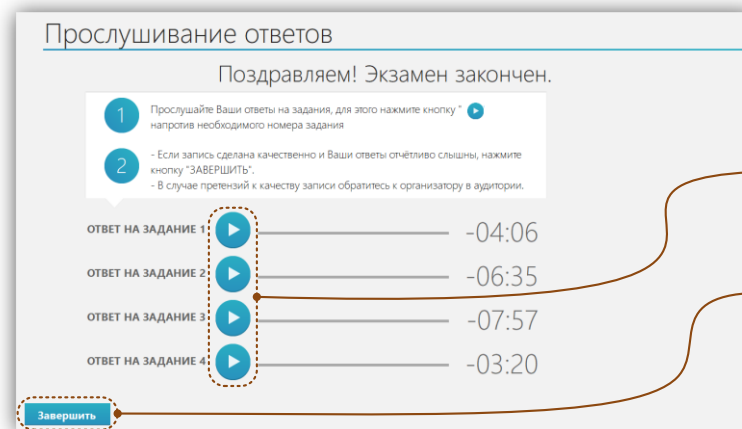 Прослушивание ответов
Поздравляем! Экзамен закончен.
1
Прослушайте Ваши ответы на задания, для этого нажмите кнопку "
напротив необходимого номера задания
2
- Если запись сделана качественно и Ваши ответы отчётливо слышны, нажмите
кнопку "ЗАВЕРШИТЬ".
- В случае претензий к качеству записи обратитесь к организатору в аудитории.
ОТВЕТ НА ЗАДАНИЕ 1 -04:06
ОТВЕТ НА ЗАДАНИЕ 2 -06:35
ОТВЕТ НА ЗАДАНИЕ 3 -07:57
ОТВЕТ НА ЗАДАНИЕ 4 -03:20
Завершить